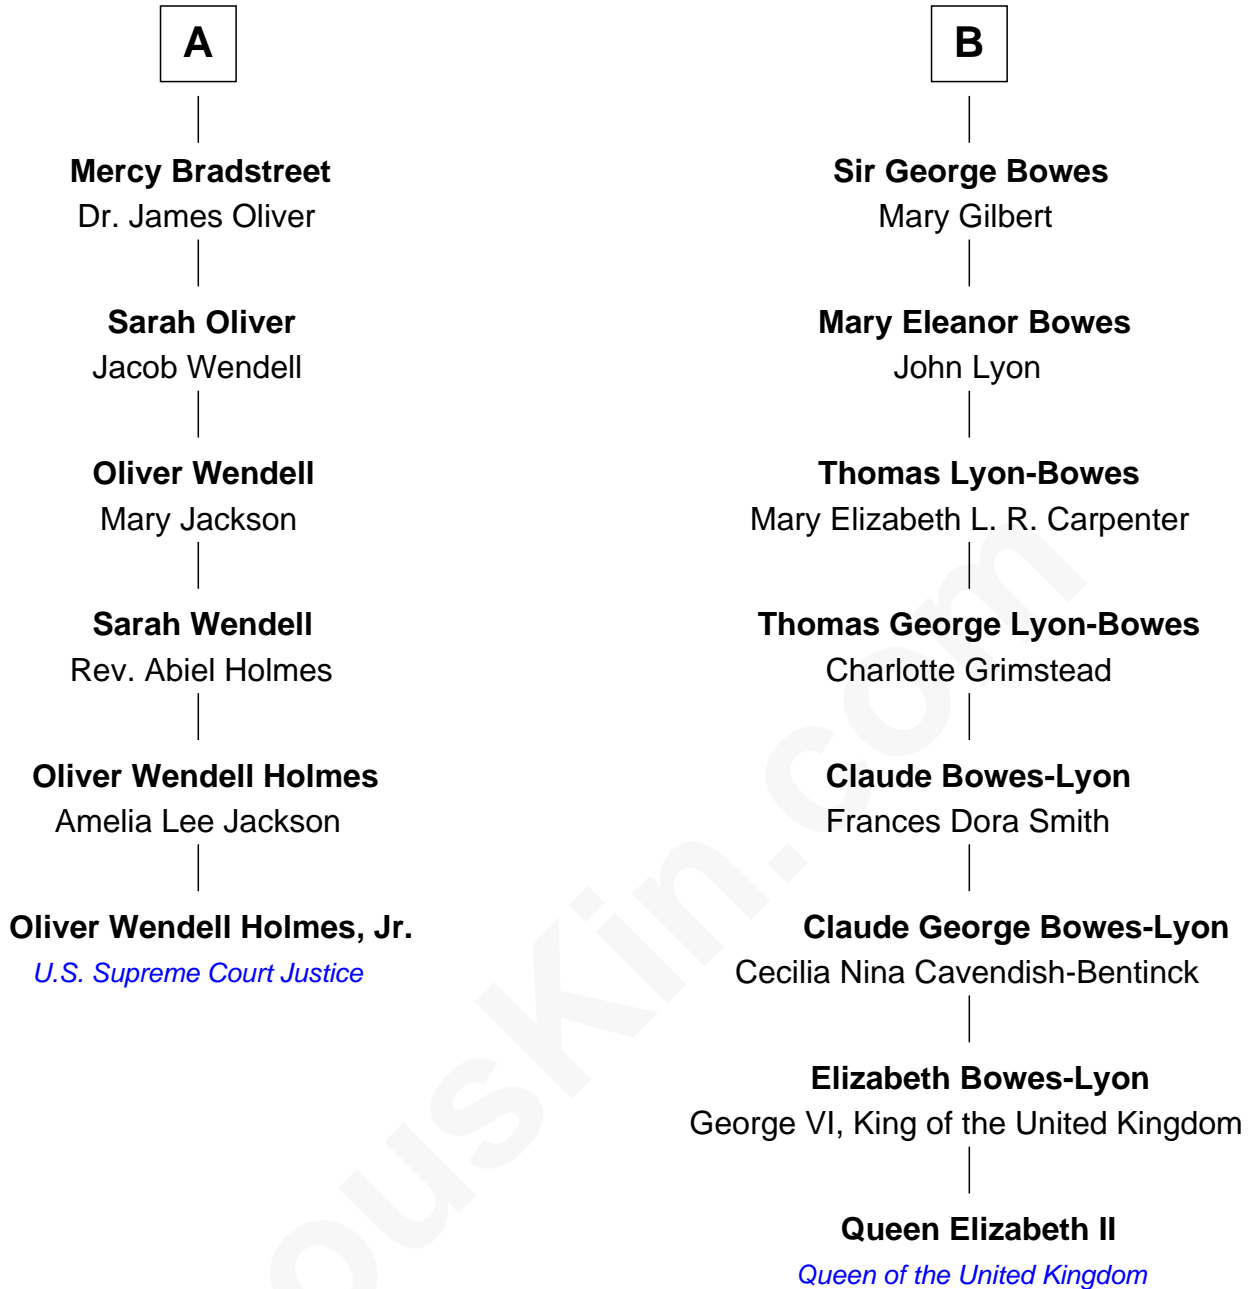 A
Mercy Bradstreet
Dr. James Oliver
Sarah Oliver
Jacob Wendell
Oliver Wendell
Mary Jackson
Sarah Wendell
Rev. Abiel Holmes
Oliver Wendell Holmes
Amelia Lee Jackson
Oliver Wendell Holmes, Jr.
U.S. Supreme Court Justice
B
Sir George Bowes
Mary Gilbert
Mary Eleanor Bowes
John Lyon
Thomas Lyon-Bowes
Mary Elizabeth L. R. Carpenter
Thomas George Lyon-Bowes
Charlotte Grimstead
Claude Bowes-Lyon
Frances Dora Smith
Claude George Bowes-Lyon
Cecilia Nina Cavendish-Bentinck
Elizabeth Bowes-Lyon
George VI, King of the United Kingdom
Queen Elizabeth II
Queen of the United Kingdom
ousKin.com